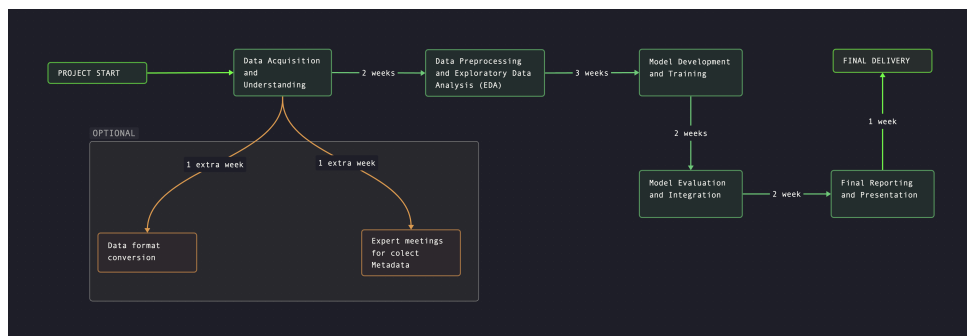 PROJECT START
Data Acquisition
and
Understanding
2 weeks
Data Preprocessing
and Exploratory Data
Analysis (EDA)
3 weeks
Model Development
and Training
FINAL DELIVERY
OPTIONAL
2 weeks
1 week
1 extra week
1 extra week
Model Evaluation
and Integration
2 week
Final Reporting
and Presentation
Data format
conversion
Expert meetings
for colect
Metadata